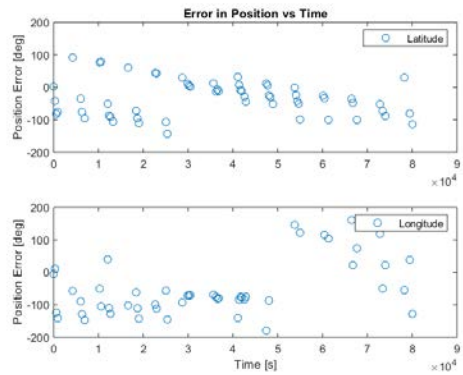 Error in Position vs Time
200
100
0
-100
-200
Position Error [deg]
Latitude
0 1 2 3 4 5 6 7 8 9
×10⁴
200
100
0
-100
-200
Position Error [deg]
Longitude
0 1 2 3 4 5 6 7 8 9
×10⁴
Time [s]